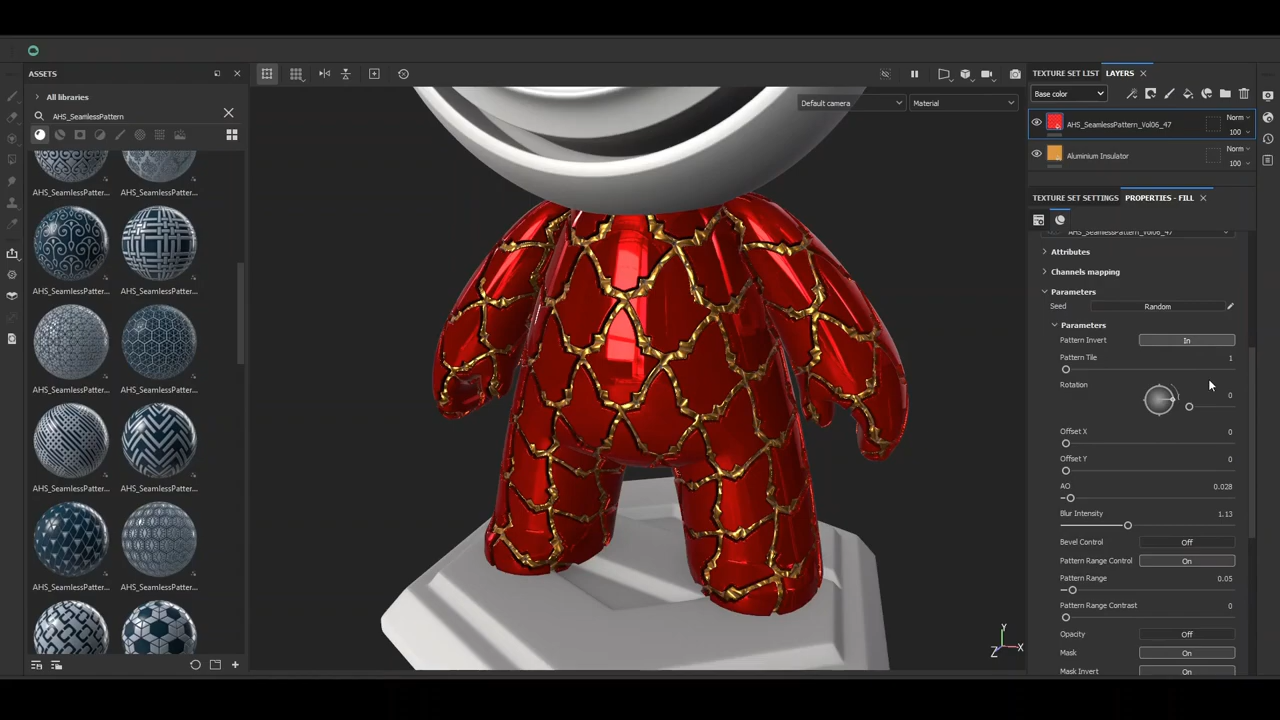 ASSETS
All libraries
AHS_SeamlessPattern
AHS_SeamlessPatter... AHS_SeamlessPatter...
AHS_SeamlessPatter... AHS_SeamlessPatter...
AHS_SeamlessPatter... AHS_SeamlessPatter...
AHS_SeamlessPatter... AHS_SeamlessPatter...
AHS_SeamlessPatter... AHS_SeamlessPatter...
Default camera
Material
Y
Z
X
TEXTURE SET LIST
LAYERS
Base color
AHS_SeamlessPattern_Vol06_47
Norm
100
Aluminium Insulator
Norm
100
TEXTURE SET SETTINGS
PROPERTIES - FILL
AHS_SeamlessPattern_Vol06_47
Attributes
Channels mapping
Parameters
Seed Random
Parameters
Pattern Invert In
Pattern Tile 1
Rotation
0
Offset X 0
Offset Y 0
AO 0.028
Blur Intensity 1.13
Bevel Control Off
Pattern Range Control On
Pattern Range 0.05
Pattern Range Contrast 0
Opacity Off
Mask On
Mask Invert On